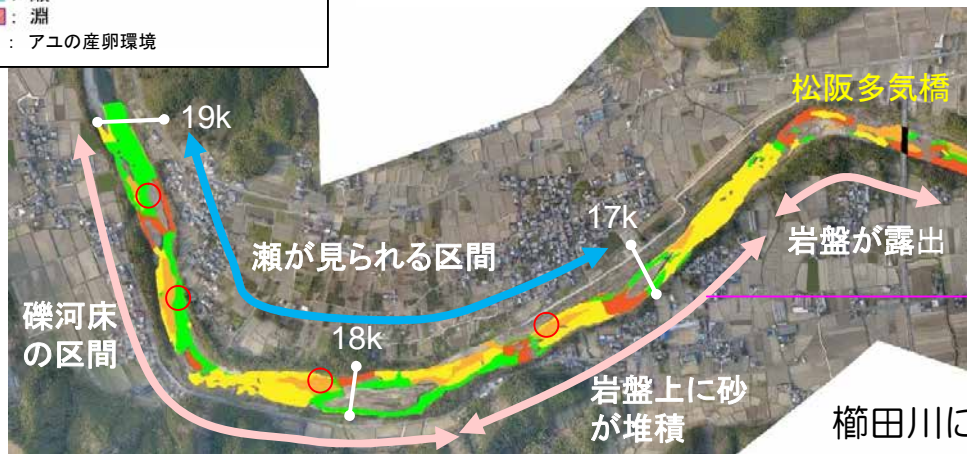 ：淵
：アユの産卵環境
松阪多気橋
19k
17k
瀬が見られる区間
岩盤が露出
礫河床
の区間
18k
岩盤上に砂
が堆積
櫛田川に